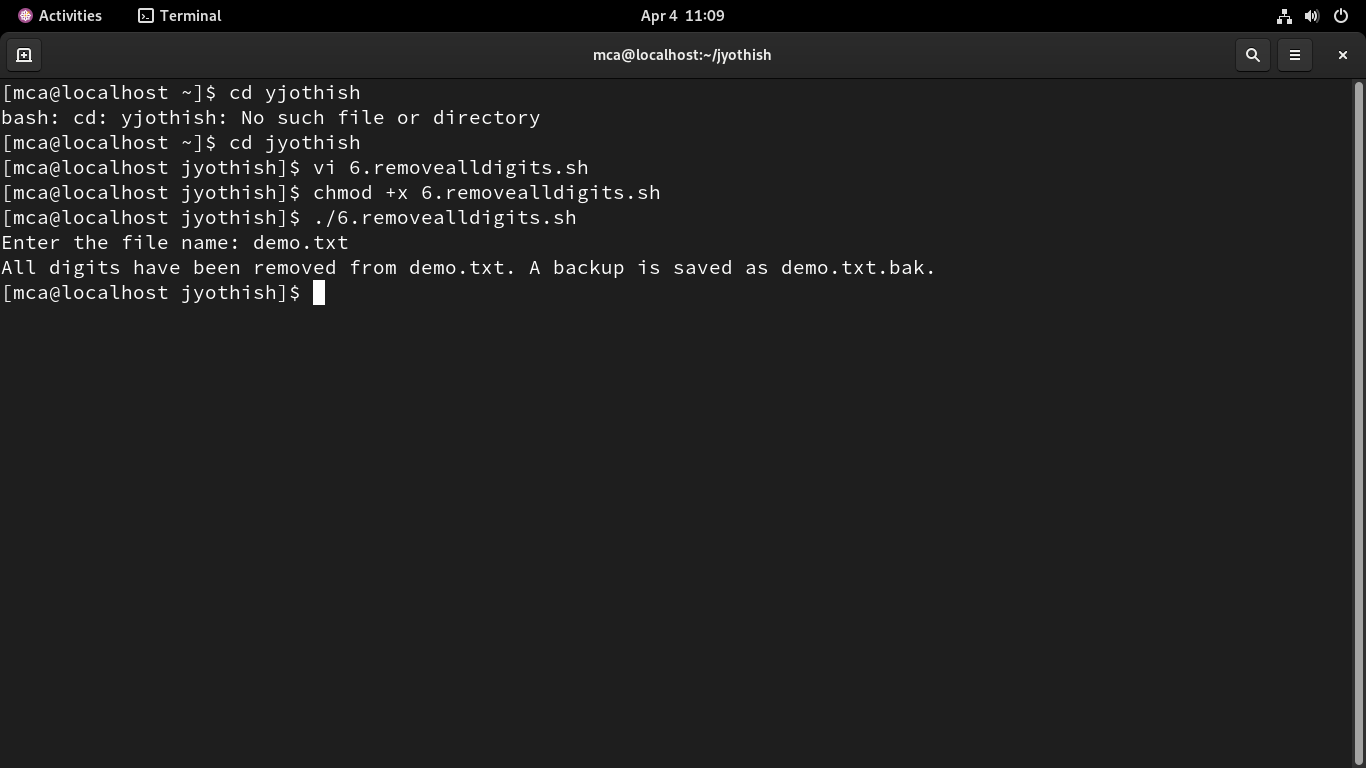 Activities Terminal Apr 4 11:09
mca@localhost:~/jyothish
[mca@localhost ~]$ cd yjothish
bash: cd: yjothish: No such file or directory
[mca@localhost ~]$ cd jyothish
[mca@localhost jyothish]$ vi 6.removealldigits.sh
[mca@localhost jyothish]$ chmod +x 6.removealldigits.sh
[mca@localhost jyothish]$ ./6.removealldigits.sh
Enter the file name: demo.txt
All digits have been removed from demo.txt. A backup is saved as demo.txt.bak.
[mca@localhost jyothish]$